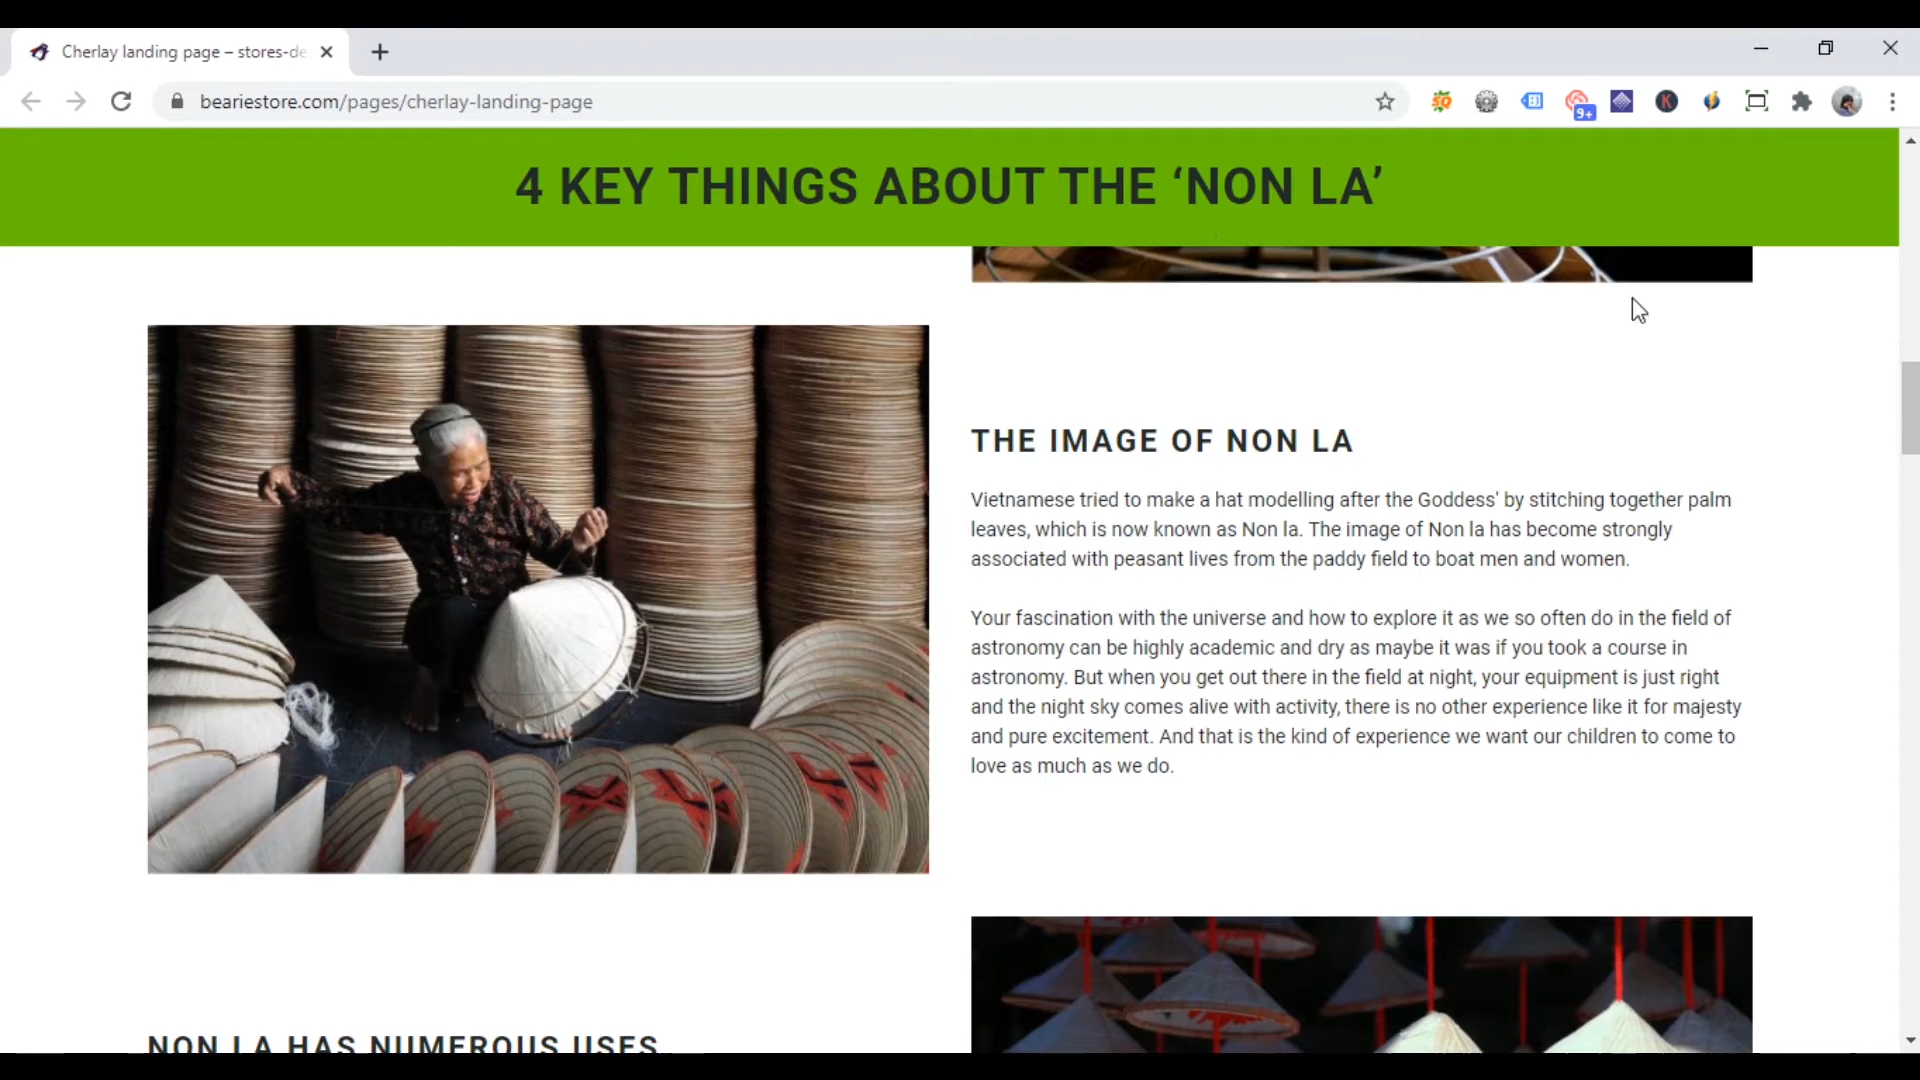 Cherlay landing page – stores-de
beariestore.com/pages/cherlay-landing-page
SO
9+
K
4 KEY THINGS ABOUT THE ‘NON LA’
THE IMAGE OF NON LA
Vietnamese tried to make a hat modelling after the Goddess' by stitching together palm
leaves, which is now known as Non la. The image of Non la has become strongly
associated with peasant lives from the paddy field to boat men and women.
Your fascination with the universe and how to explore it as we so often do in the field of
astronomy can be highly academic and dry as maybe it was if you took a course in
astronomy. But when you get out there in the field at night, your equipment is just right
and the night sky comes alive with activity, there is no other experience like it for majesty
and pure excitement. And that is the kind of experience we want our children to come to
love as much as we do.
NON LA HAS NUMEROUS USES